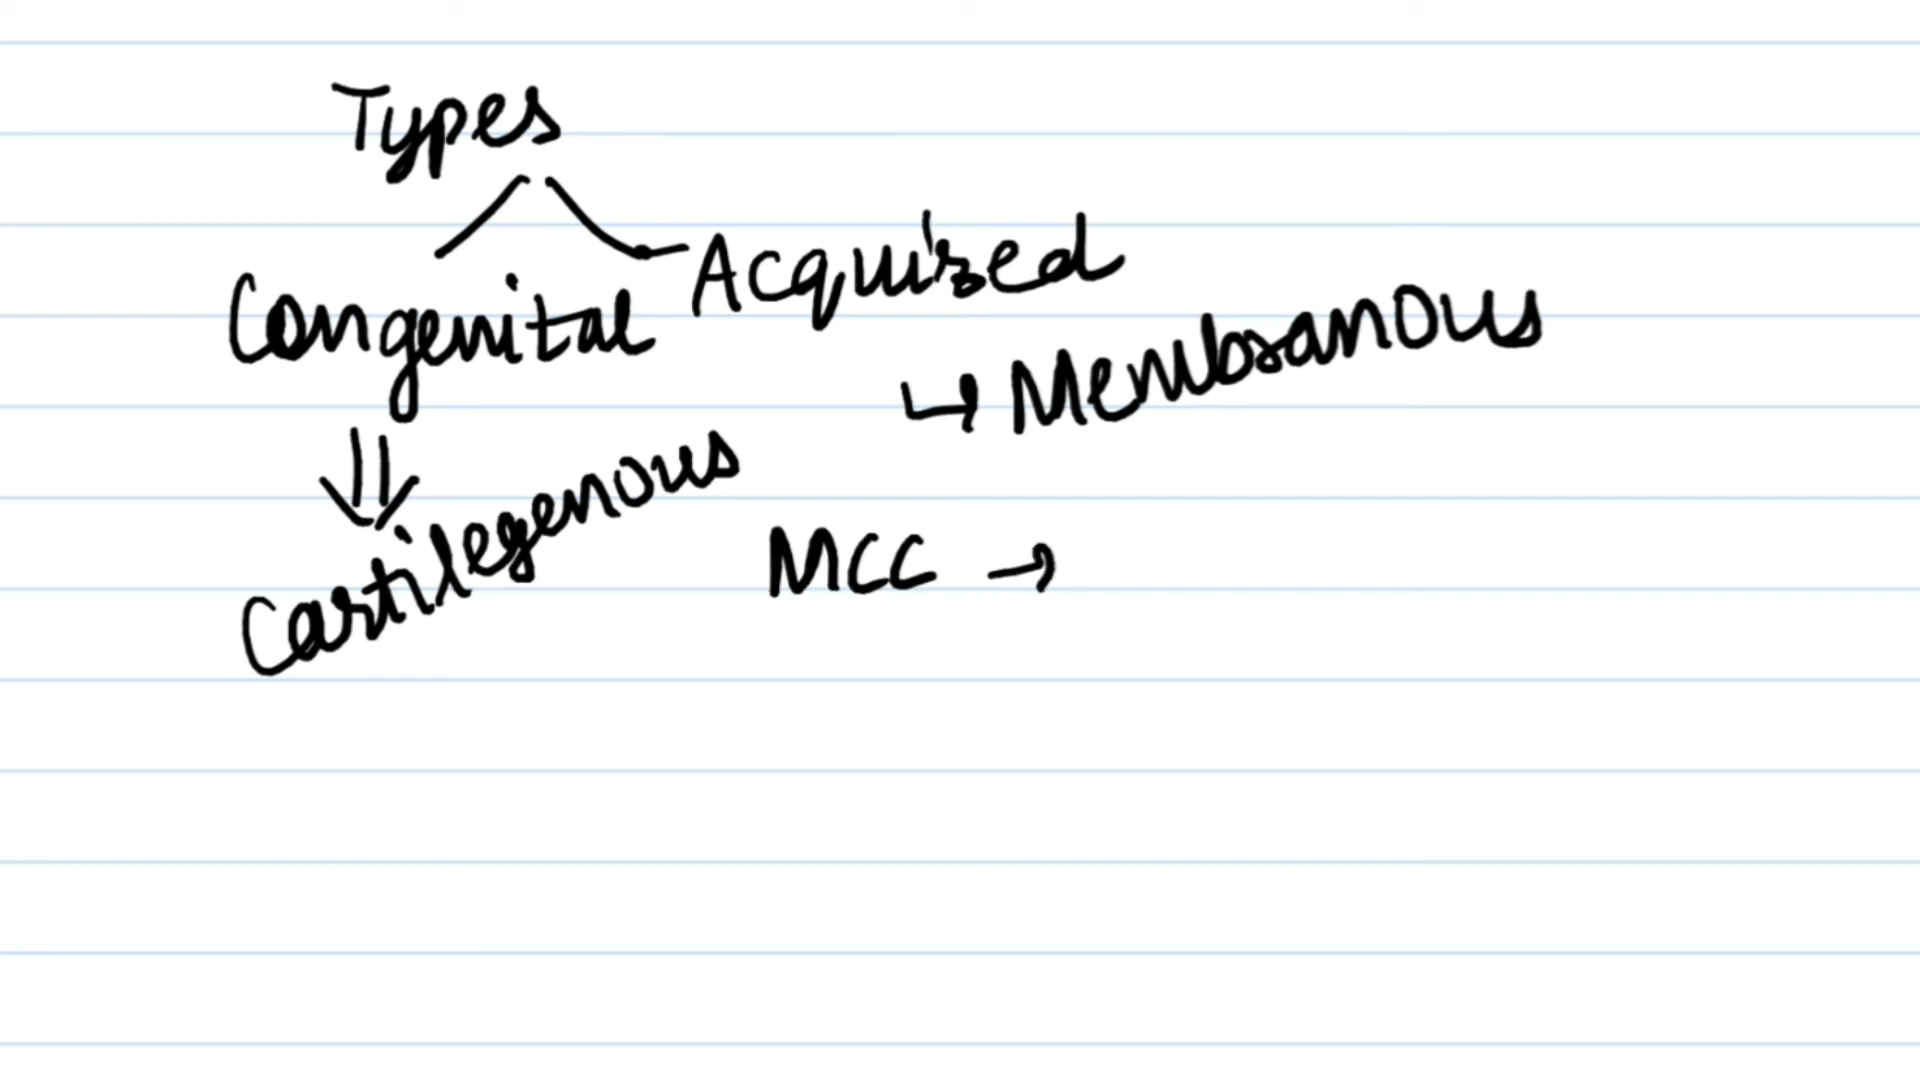 Types
Congenital Acquired
↳ Membranous
⇓
Cartilegenous
MCC →